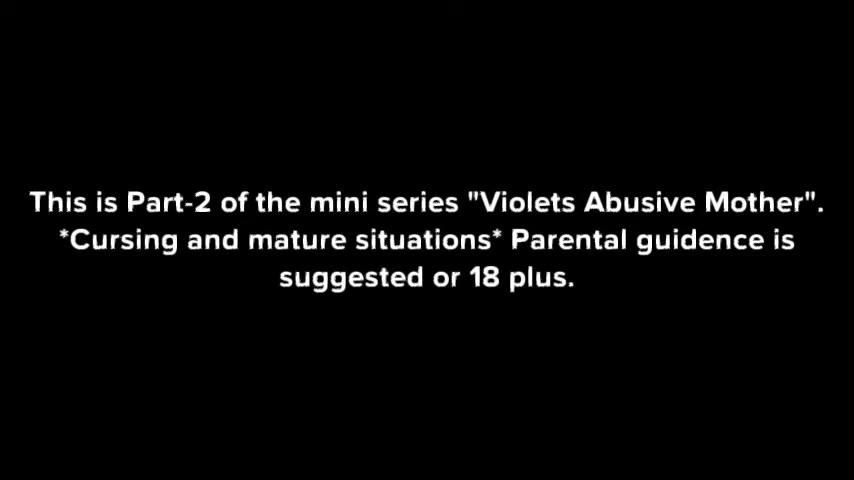 This is Part-2 of the mini series "Violets Abusive Mother".
*Cursing and mature situations* Parental guidence is
suggested or 18 plus.